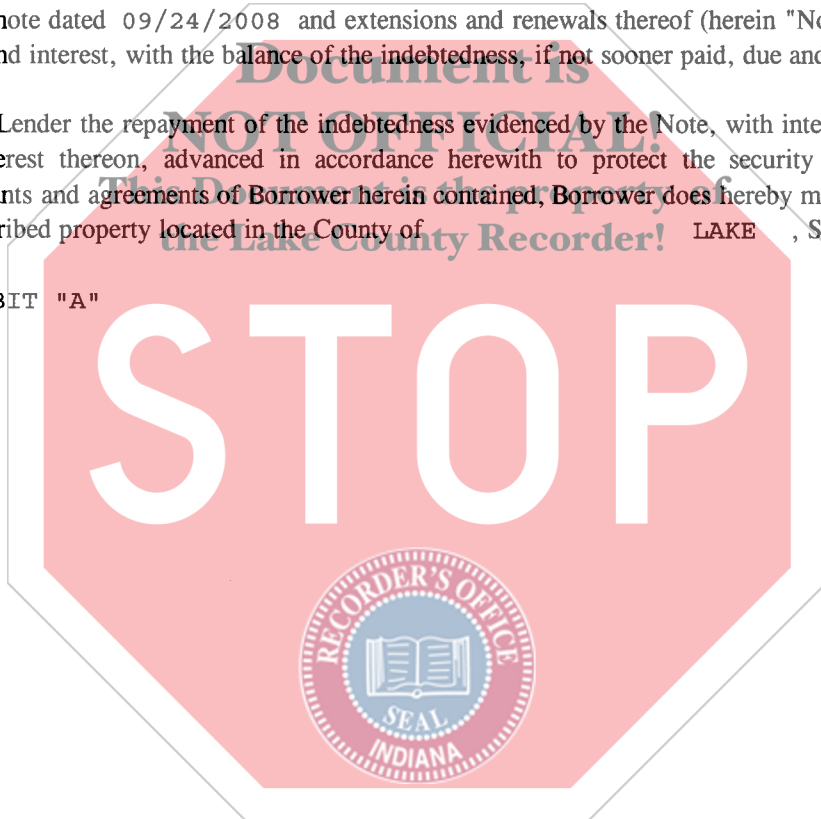 note dated 09/24/2008 and extensions and renewals thereof (herein "No
nd interest, with the balance of the indebtedness, if not sooner paid, due and
Document is
NOT OFFICIAL!
Lender the repayment of the indebtedness evidenced by the Note, with inte
erest thereon, advanced in accordance herewith to protect the security
This Document is the property of
nts and agreements of Borrower herein contained, Borrower does hereby m
the Lake County Recorder!
ribed property located in the County of LAKE , S
BIT "A"
STOP
RECORDER'S OFFICE
SEAL
INDIANA